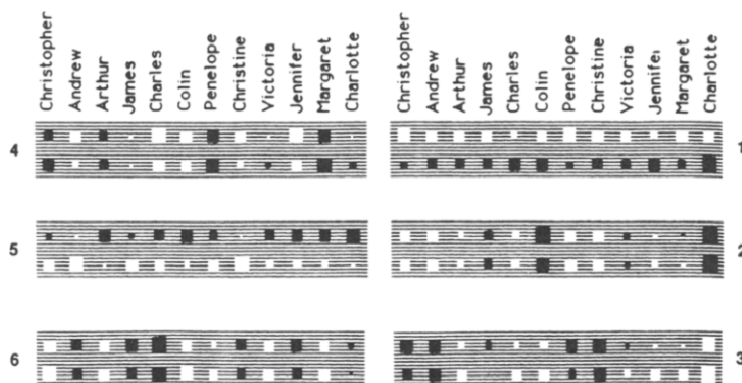 Christopher Andrew Arthur James Charles Colin Penelope Christine Victoria Jennifer Margaret Charlotte
Christopher Andrew Arthur James Charles Colin Penelope Christine Victoria Jennifer Margaret Charlotte
4 1
5 2
6 3